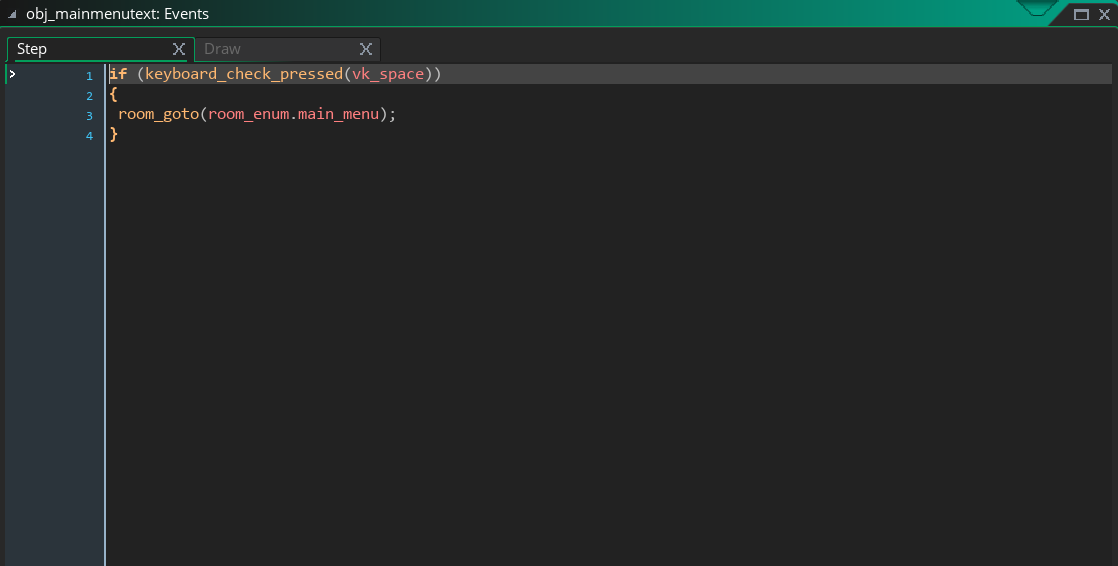 obj_mainmenutext: Events
Step Draw
1 if (keyboard_check_pressed(vk_space))
2 {
3 room_goto(room_enum.main_menu);
4 }